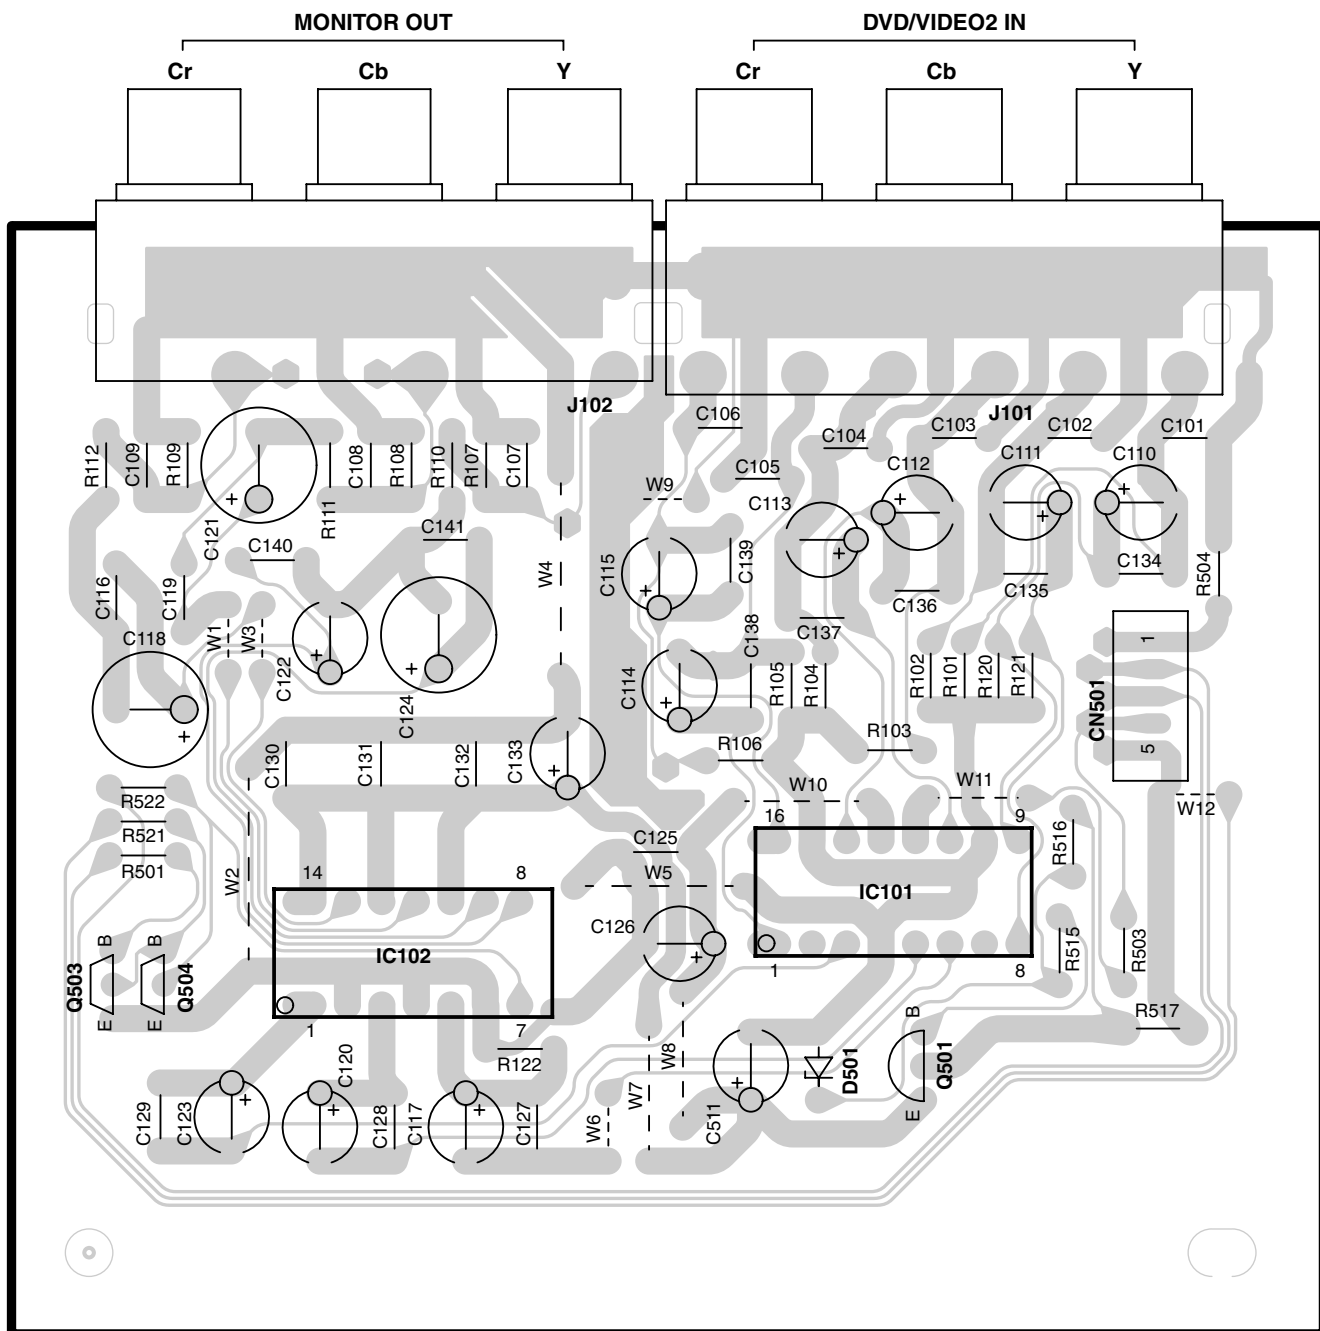 MONITOR OUT DVD/VIDEO2 IN
Cr Cb Y Cr Cb Y
J102 C106 J101
C104 C103 C102 C101
R112 C109 R109 C121 R111 C108 R108 R110 R107 C107
C105 C112 C111 C110
W9 C113
C141 C140 W4 C115 C139
C134 R504 C135 C136
C116 C119 C118 W1 W3 C122 C124
C138 C137 C114 R105 R104 R102 R101 R120 R121
1
CN501
5
C130 C131 C132 C133 R106 R103
R522 W10 W11 W12
R521 16 9 R516
R501 W2 C125
14 8 W5 IC101
C126
B B IC102
Q503 Q504 1 8 R515 R503
E E
1 7 R517
C120 R122 W8 D501 B Q501
W7 E
C129 C123 C128 C117 C127 W6 C511